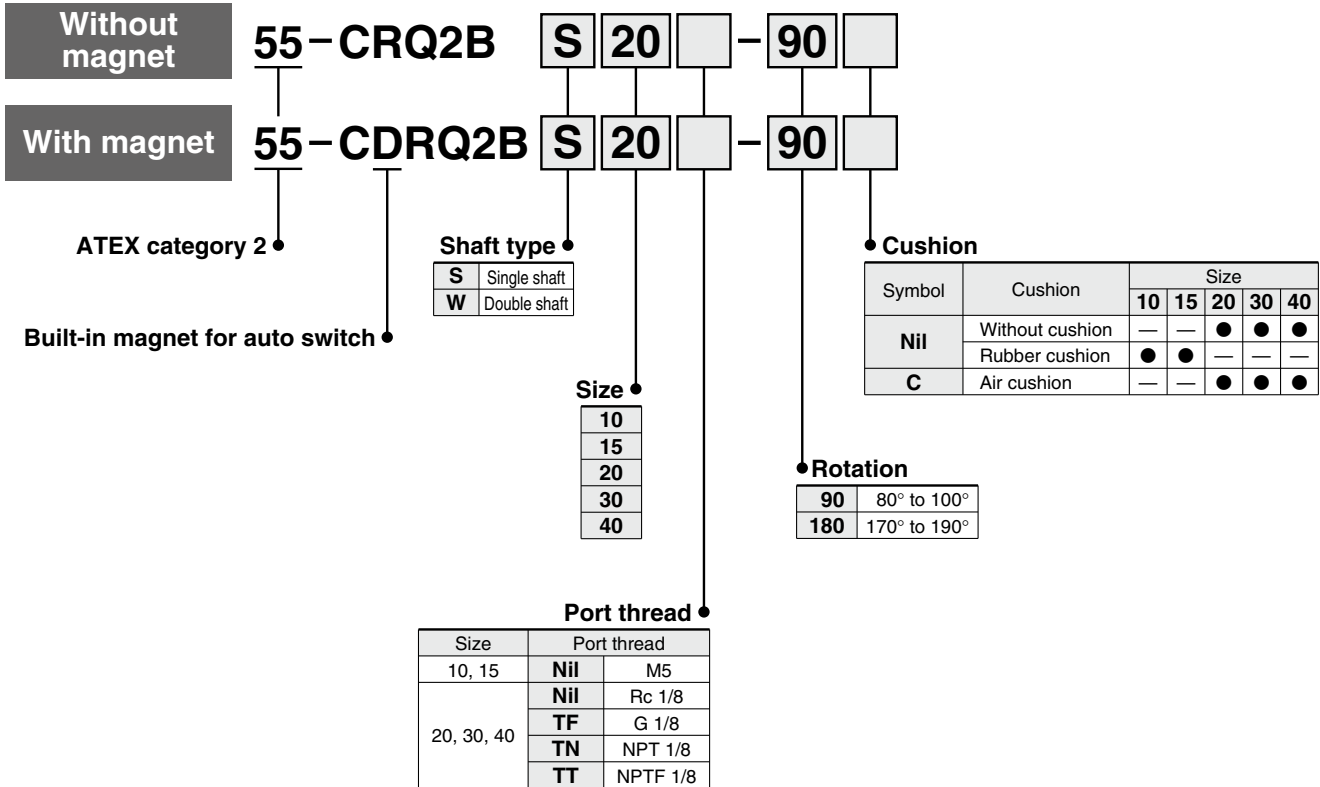 Without magnet
55-CRQ2B S 20 - 90
With magnet
55-CDRQ2B S 20 - 90
ATEX category 2
Built-in magnet for auto switch
Shaft type
S Single shaft
W Double shaft
Size
10
15
20
30
40
Port thread
Size Port thread
10, 15 Nil M5
20, 30, 40 Nil Rc 1/8
TF G 1/8
TN NPT 1/8
TT NPTF 1/8
Rotation
90 80° to 100°
180 170° to 190°
Cushion
Symbol Cushion Size
10 15 20 30 40
Nil Without cushion — — ● ● ●
Rubber cushion ● ● — — —
C Air cushion — — ● ● ●